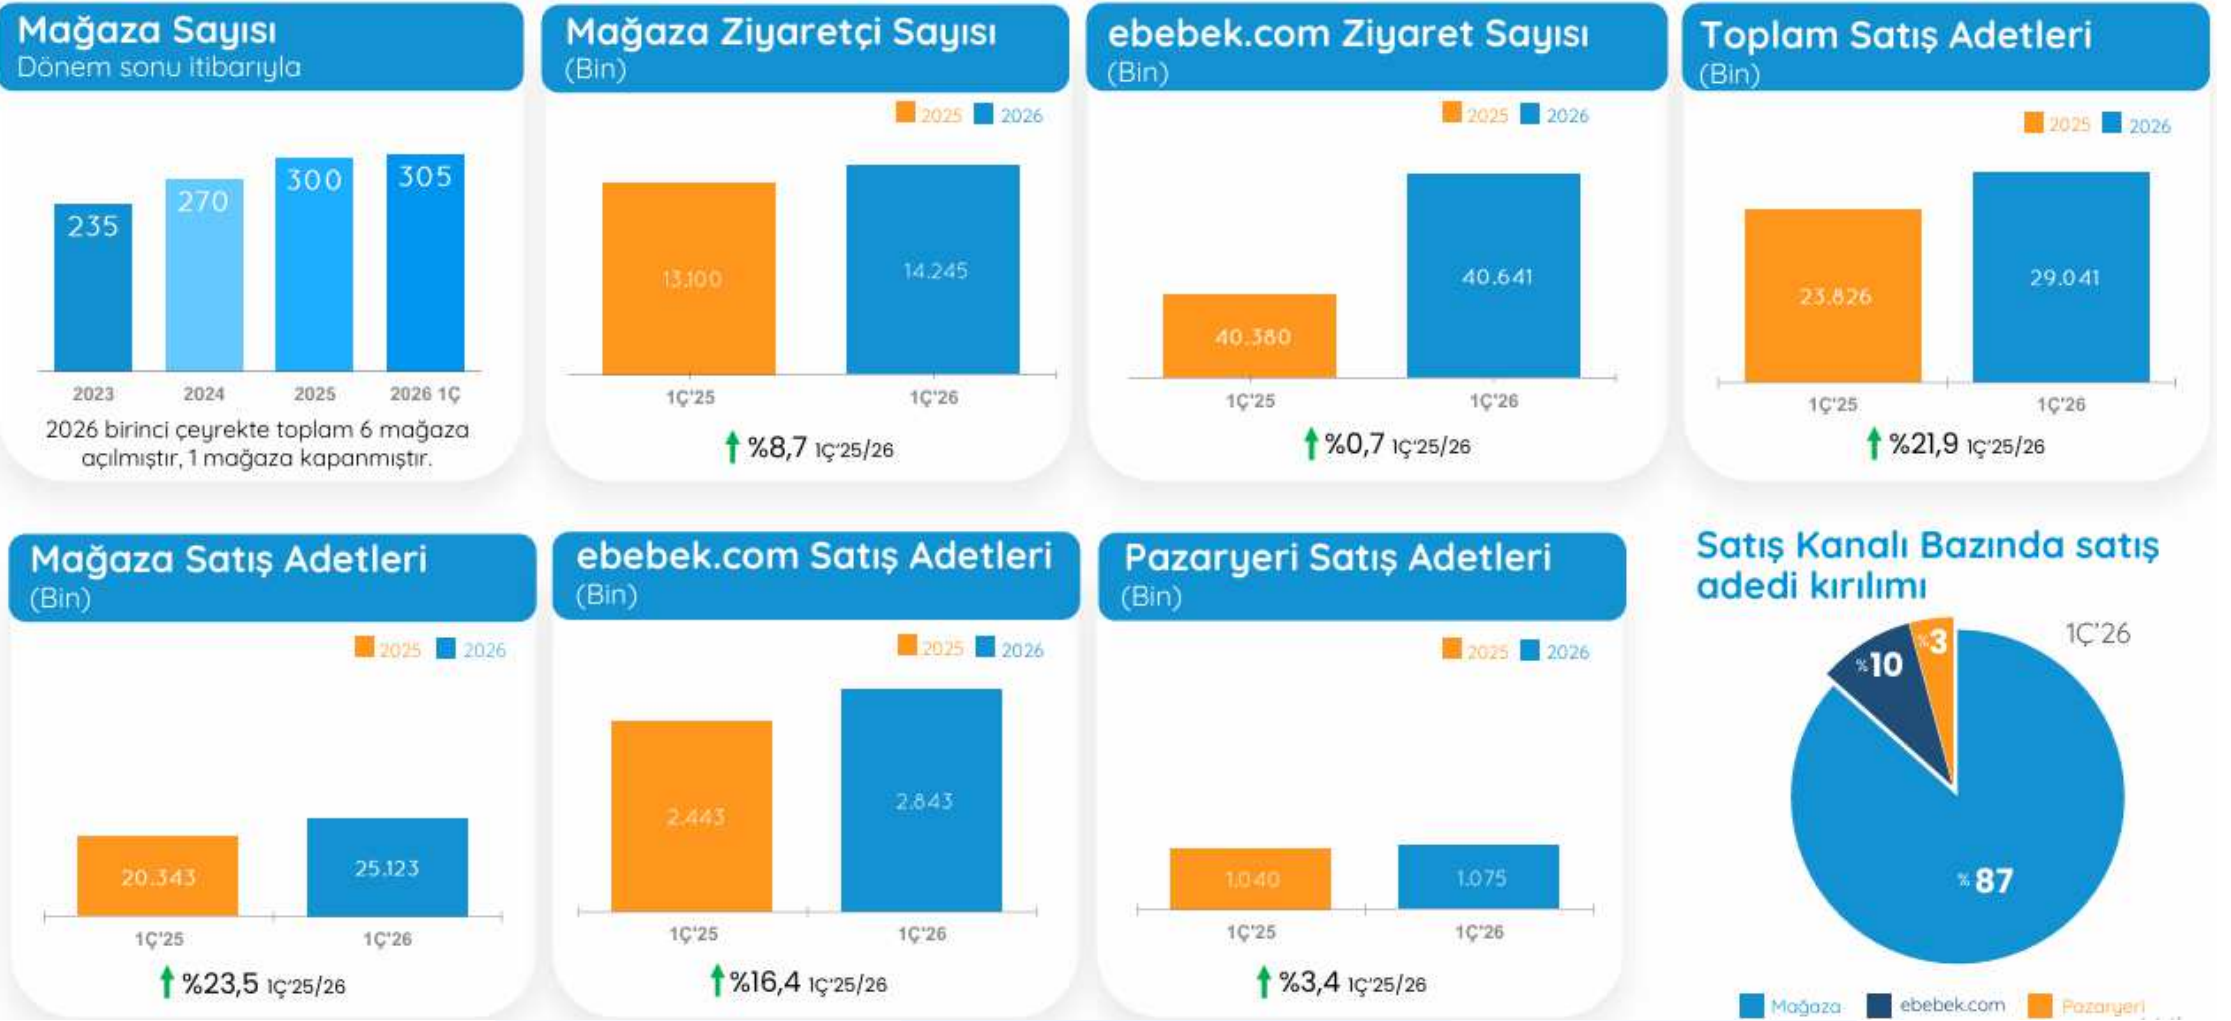 Mağaza Sayısı
Dönem sonu itibarıyla
235
270
300
305
2023
2024
2025
2026 1Ç
2026 birinci çeyrekte toplam 6 mağaza
açılmıştır, 1 mağaza kapanmıştır.
Mağaza Ziyaretçi Sayısı
(Bin)
2025
2026
13.100
14.245
1Ç'25
1Ç'26
%8,7 1Ç'25/26
ebebek.com Ziyaret Sayısı
(Bin)
2025
2026
40.380
40.641
1Ç'25
1Ç'26
%0,7 1Ç'25/26
Toplam Satış Adetleri
(Bin)
2025
2026
23.826
29.041
1Ç'25
1Ç'26
%21,9 1Ç'25/26
Mağaza Satış Adetleri
(Bin)
2025
2026
20.343
25.123
1Ç'25
1Ç'26
%23,5 1Ç'25/26
ebebek.com Satış Adetleri
(Bin)
2025
2026
2.443
2.843
1Ç'25
1Ç'26
%16,4 1Ç'25/26
Pazaryeri Satış Adetleri
(Bin)
2025
2026
1.040
1.075
1Ç'25
1Ç'26
%3,4 1Ç'25/26
Satış Kanalı Bazında satış
adedi kırılımı
1Ç'26
%3
%10
%87
Mağaza
ebebek.com
Pazaryeri